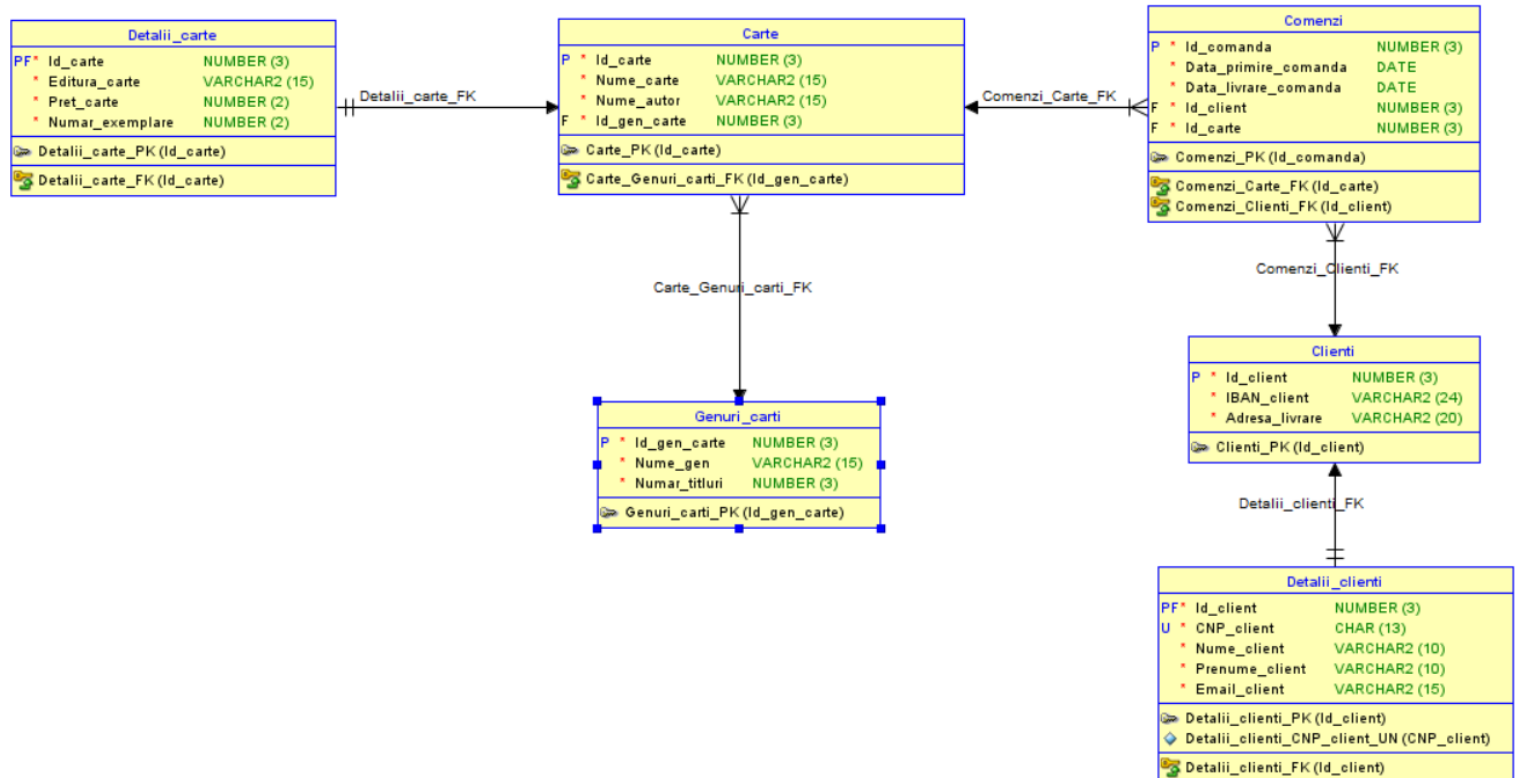 Detalii_carte
PF* Id_carte NUMBER (3)
* Editura_carte VARCHAR2 (15)
* Pret_carte NUMBER (2)
* Numar_exemplare NUMBER (2)
Detalii_carte_PK (Id_carte)
Detalii_carte_FK (Id_carte)
Detalii_carte_FK
Carte
P * Id_carte NUMBER (3)
* Nume_carte VARCHAR2 (15)
* Nume_autor VARCHAR2 (15)
F * Id_gen_carte NUMBER (3)
Carte_PK (Id_carte)
Carte_Genuri_carti_FK (Id_gen_carte)
Comenzi_Carte_FK
Comenzi
P * Id_comanda NUMBER (3)
* Data_primire_comanda DATE
* Data_livrare_comanda DATE
F * Id_client NUMBER (3)
F * Id_carte NUMBER (3)
Comenzi_PK (Id_comanda)
Comenzi_Carte_FK (Id_carte)
Comenzi_Clienti_FK (Id_client)
Carte_Genuri_carti_FK
Comenzi_Clienti_FK
Genuri_carti
P * Id_gen_carte NUMBER (3)
* Nume_gen VARCHAR2 (15)
* Numar_titluri NUMBER (3)
Genuri_carti_PK (Id_gen_carte)
Clienti
P * Id_client NUMBER (3)
* IBAN_client VARCHAR2 (24)
* Adresa_livrare VARCHAR2 (20)
Clienti_PK (Id_client)
Detalii_clienti_FK
Detalii_clienti
PF* Id_client NUMBER (3)
U * CNP_client CHAR (13)
* Nume_client VARCHAR2 (10)
* Prenume_client VARCHAR2 (10)
* Email_client VARCHAR2 (15)
Detalii_clienti_PK (Id_client)
Detalii_clienti_CNP_client_UN (CNP_client)
Detalii_clienti_FK (Id_client)